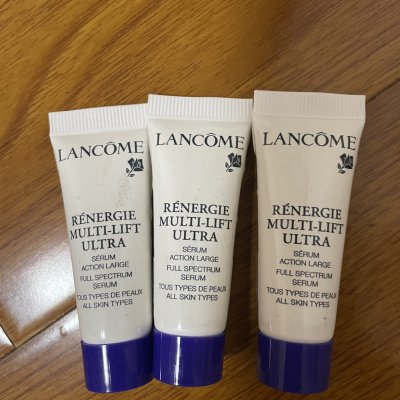 LANCÔME
RÉNERGIE
MULTI-LIFT
ULTRA
SÉRUM
ACTION LARGE
FULL SPECTRUM
SERUM
TOUS TYPES DE PEAUX
ALL SKIN TYPES
LANCÔME
RÉNERGIE
MULTI-LIFT
ULTRA
SÉRUM
ACTION LARGE
FULL SPECTRUM
SERUM
TOUS TYPES DE PEAUX
ALL SKIN TYPES
LANCÔME
RÉNERGIE
MULTI-LIFT
ULTRA
SÉRUM
ACTION LARGE
FULL SPECTRUM
SERUM
TOUS TYPES DE PEAUX
ALL SKIN TYPES